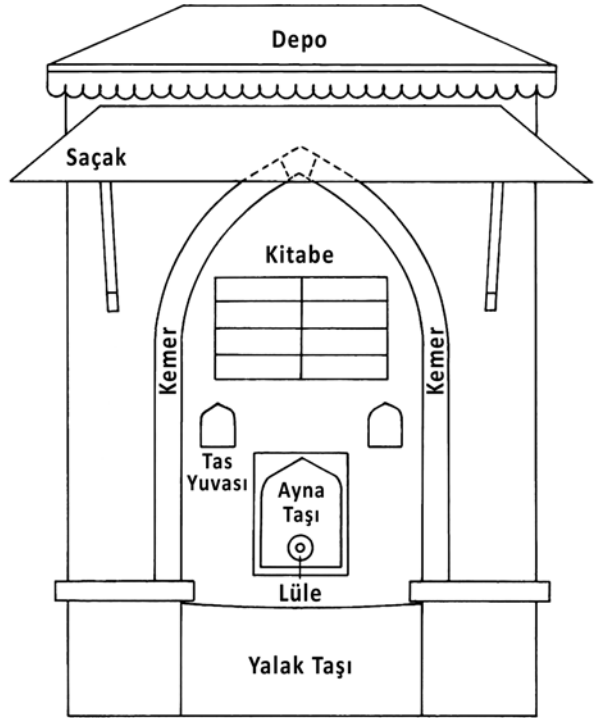 Depo
Saçak
Kitabe
Kemer
Kemer
Tas
Yuvası
Ayna
Taşı
Lüle
Yalak Taşı